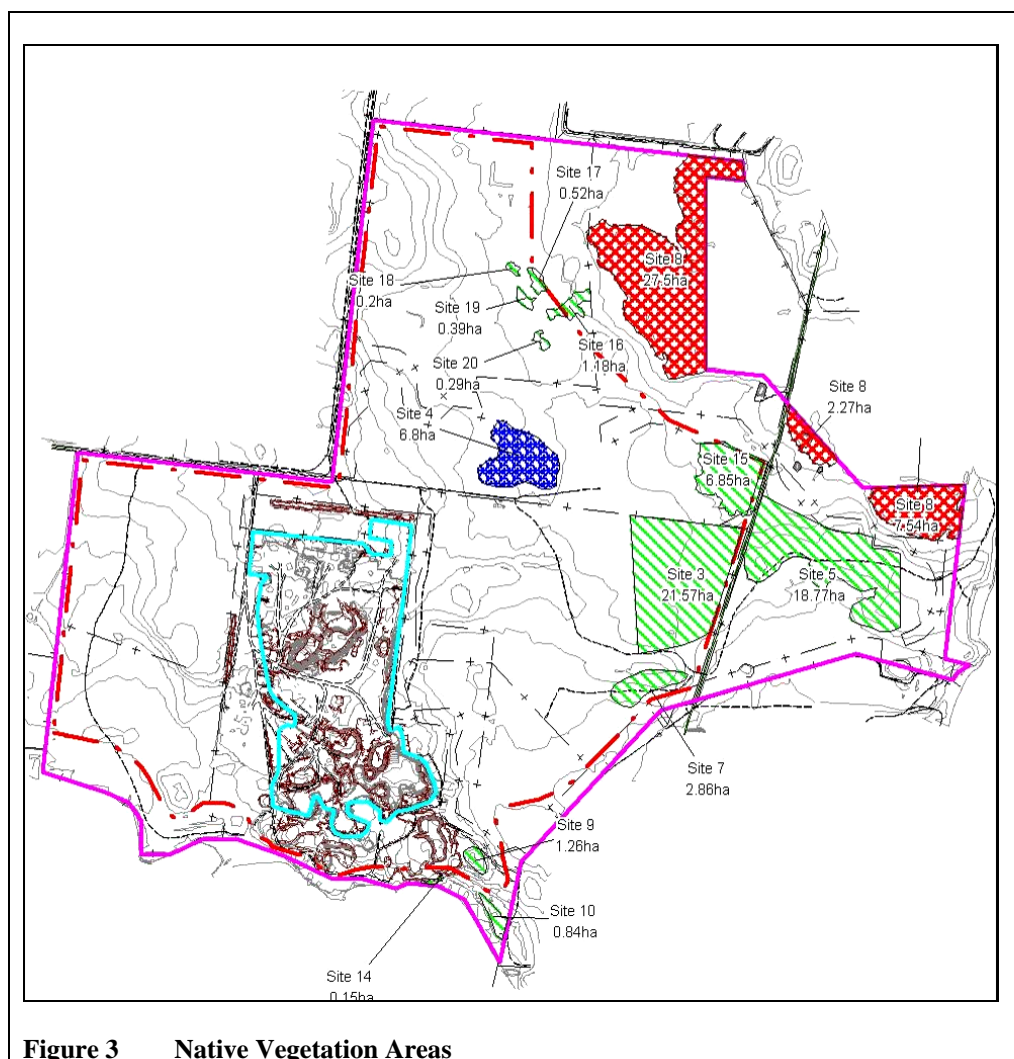 Site 17
0.52ha
Site 8
27.5ha
Site 18
0.2ha
Site 19
0.39ha
Site 16
1.18ha
Site 20
0.29ha
Site 8
2.27ha
Site 4
6.8ha
Site 15
6.85ha
Site 8
7.54ha
Site 3
21.57ha
Site 5
18.77ha
Site 7
2.86ha
Site 9
1.26ha
Site 10
0.84ha
Site 14
0.15ha
Figure 3 Native Vegetation Areas